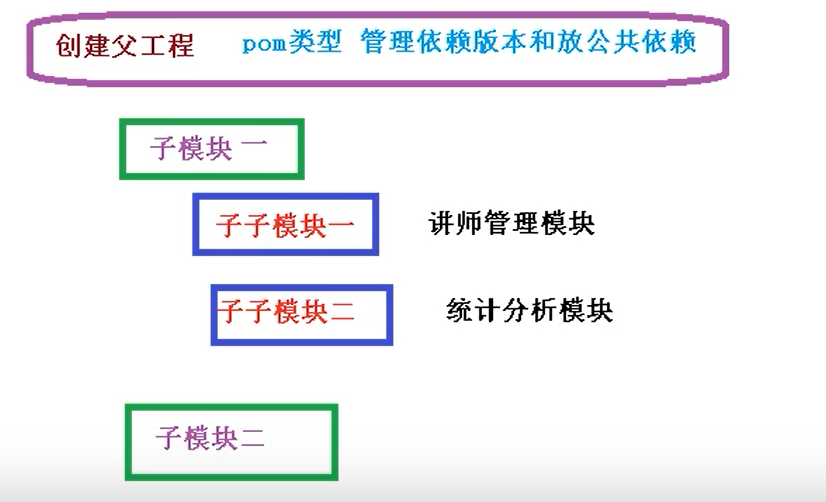 创建父工程 pom类型 管理依赖版本和放公共依赖
子模块一
子子模块一 讲师管理模块
子子模块二 统计分析模块
子模块二